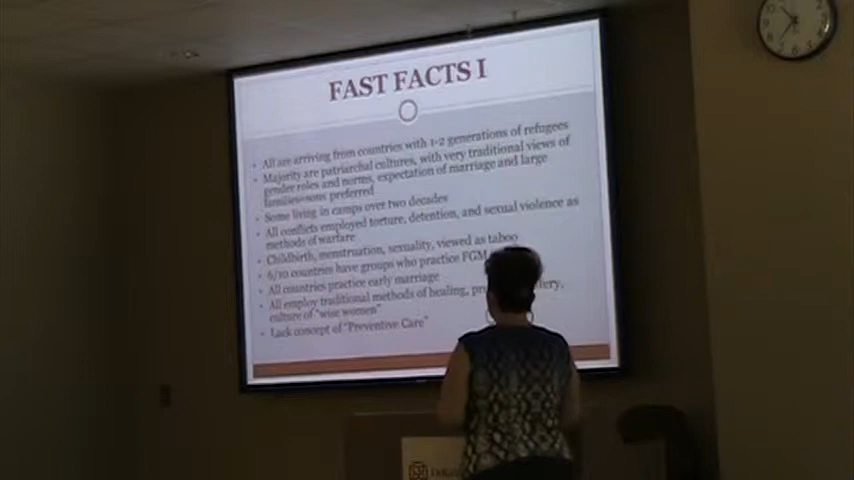 FAST FACTS I
• All are arriving from countries with 1-2 generations of refugees
• Majority are patriarchal cultures, with very traditional views of
gender roles and norms, expectation of marriage and large
families=sons preferred
• Some living in camps over two decades
• All conflicts employed torture, detention, and sexual violence as
methods of warfare
• Childbirth, menstruation, sexuality, viewed as taboo
• 6/10 countries have groups who practice FGM
• All countries practice early marriage
• All employ traditional methods of healing,
culture of "wise women"
• Lack concept of "Preventive Care"